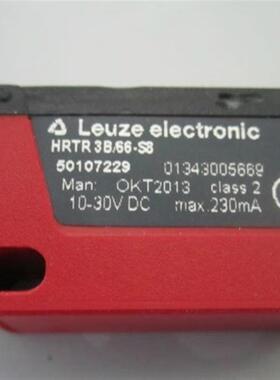 Leuze electronic
HRTR 3B/66-S8
50107229 01343005669
Man: OKT2013 class 2
10-30V DC max.230mA